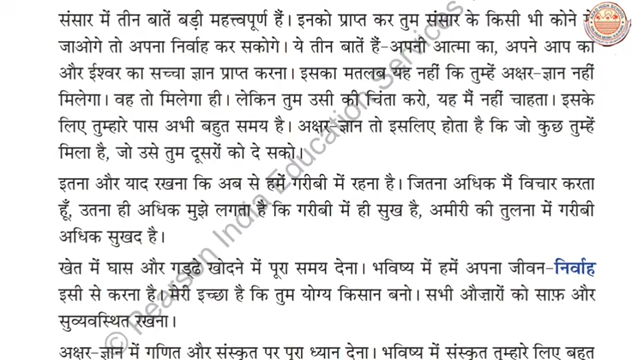 संसार में तीन बातें बड़ी महत्त्वपूर्ण हैं। इनको प्राप्त कर तुम संसार के किसी भी कोने में
जाओगे तो अपना निर्वाह कर सकोगे। ये तीन बातें हैं-अपनी आत्मा का, अपने आप का
और ईश्वर का सच्चा ज्ञान प्राप्त करना। इसका मतलब यह नहीं कि तुम्हें अक्षर-ज्ञान नहीं
मिलेगा। वह तो मिलेगा ही। लेकिन तुम उसी की चिंता करो, यह मैं नहीं चाहता। इसके
लिए तुम्हारे पास अभी बहुत समय है। अक्षर-ज्ञान तो इसलिए होता है कि जो कुछ तुम्हें
मिला है, जो उसे तुम दूसरों को दे सको।
इतना और याद रखना कि अब से हमें गरीबी में रहना है। जितना अधिक मैं विचार करता
हूँ, उतना ही अधिक मुझे लगता है कि गरीबी में ही सुख है, अमीरी की तुलना में गरीबी
अधिक सुखद है।
खेत में घास और गड्ढे खोदने में पूरा समय देना। भविष्य में हमें अपना जीवन-निर्वाह
इसी से करना है। मेरी इच्छा है कि तुम योग्य किसान बनो। सभी औज़ारों को साफ़ और
सुव्यवस्थित रखना।
अक्षर-ज्ञान में गणित और संस्कृत पर पूरा ध्यान देना। भविष्य में संस्कृत तुम्हारे लिए बहुत
© Pearson India Education Services